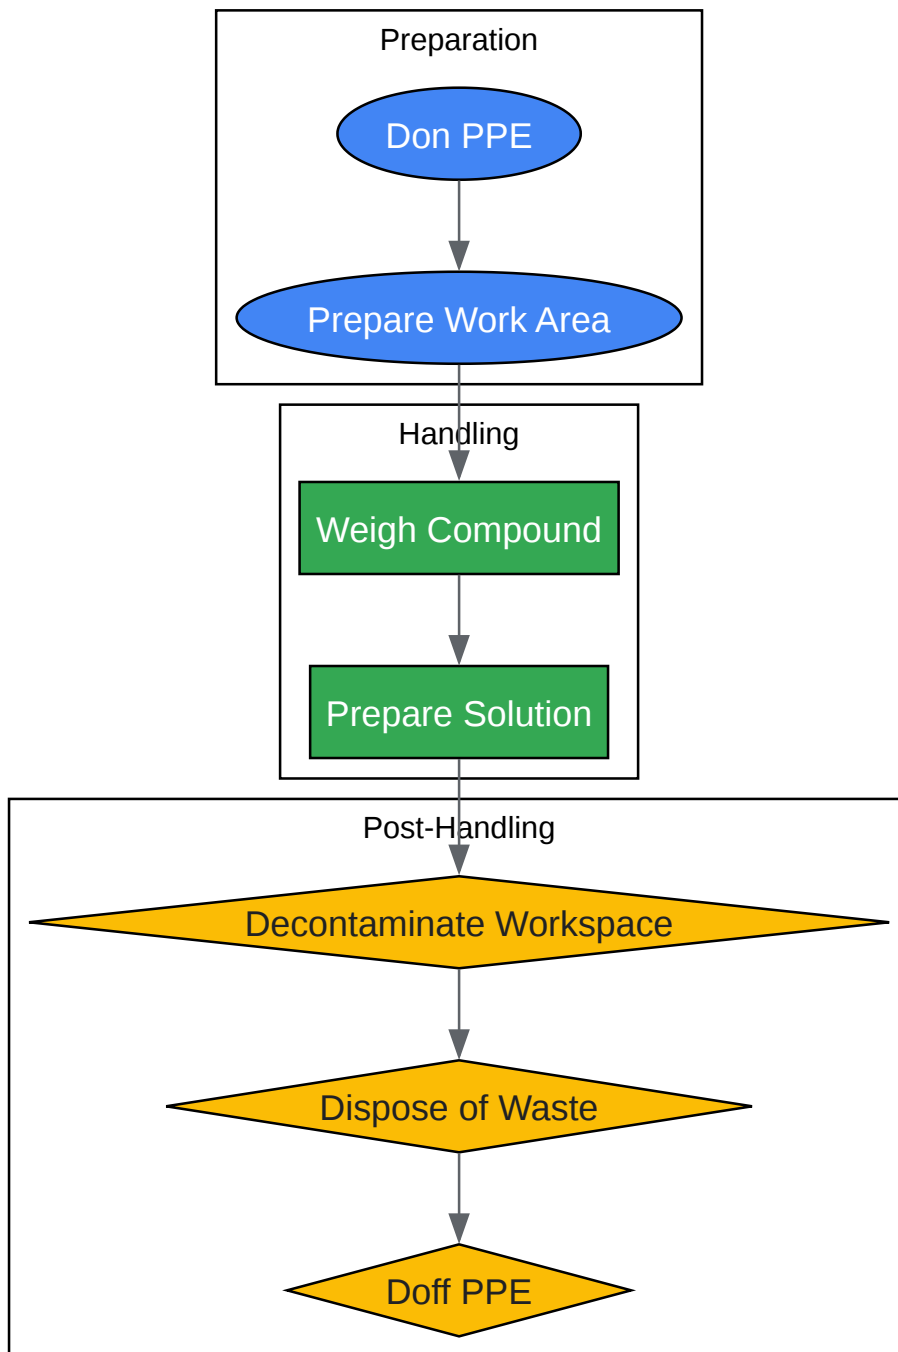 Preparation
Don PPE
Prepare Work Area
Handling
Weigh Compound
Prepare Solution
Post-Handling
Decontaminate Workspace
Dispose of Waste
Doff PPE